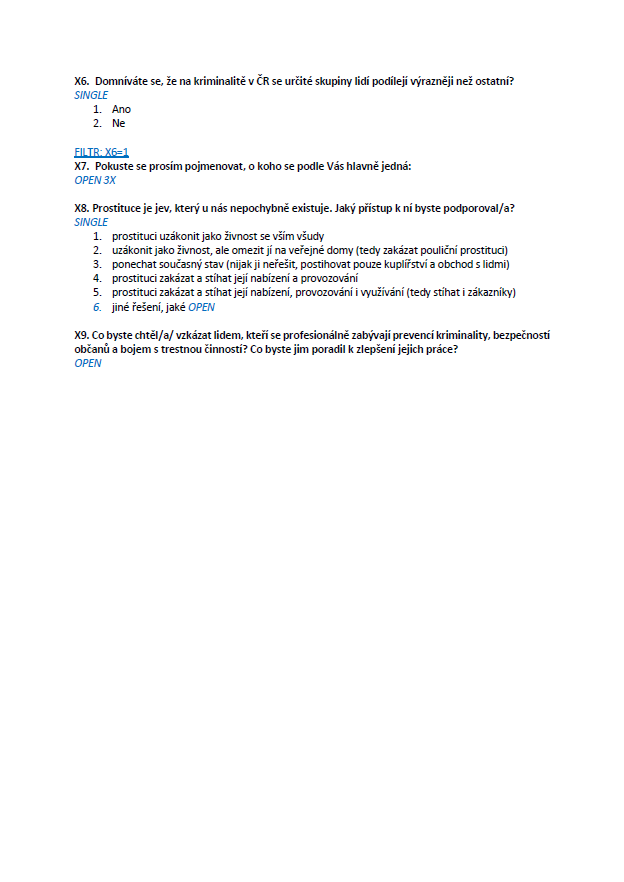 X6. Domníváte se, že na kriminalitě v ČR se určité skupiny lidí podílejí výrazněji než ostatní?
SINGLE
1. Ano
2. Ne
FILTR: X6=1
X7. Pokuste se prosím pojmenovat, o koho se podle Vás hlavně jedná:
OPEN 3X
X8. Prostituce je jev, který u nás nepochybně existuje. Jaký přístup k ní byste podporoval/a?
SINGLE
1. prostituci uzákonit jako živnost se vším všudy
2. uzákonit jako živnost, ale omezit jí na veřejné domy (tedy zakázat pouliční prostituci)
3. ponechat současný stav (nijak ji neřešit, postihovat pouze kuplířství a obchod s lidmi)
4. prostituci zakázat a stíhat její nabízení a provozování
5. prostituci zakázat a stíhat její nabízení, provozování i využívání (tedy stíhat i zákazníky)
6. jiné řešení, jaké OPEN
X9. Co byste chtěl/a/ vzkázat lidem, kteří se profesionálně zabývají prevencí kriminality, bezpečností
občanů a bojem s trestnou činností? Co byste jim poradil k zlepšení jejich práce?
OPEN